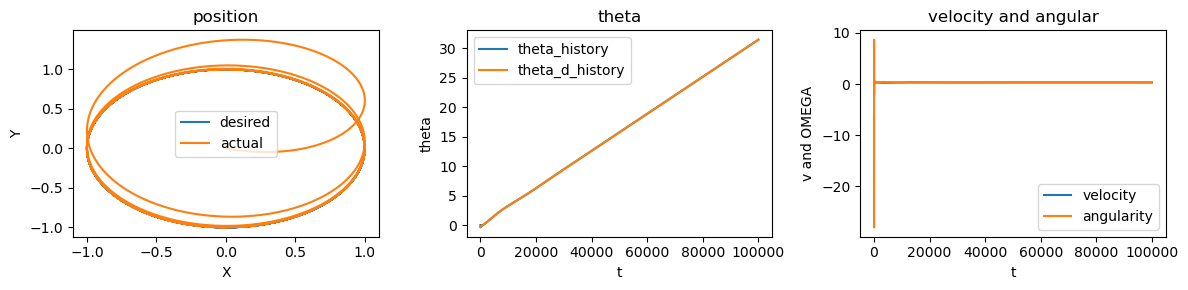 position
1.0
0.5
0.0
−0.5
−1.0
Y
desired
actual
−1.0 −0.5 0.0 0.5 1.0
X
theta
30
25
20
15
10
5
0
theta
theta_history
theta_d_history
0 20000 40000 60000 80000 100000
t
velocity and angular
10
0
−10
−20
v and OMEGA
velocity
angularity
0 20000 40000 60000 80000 100000
t